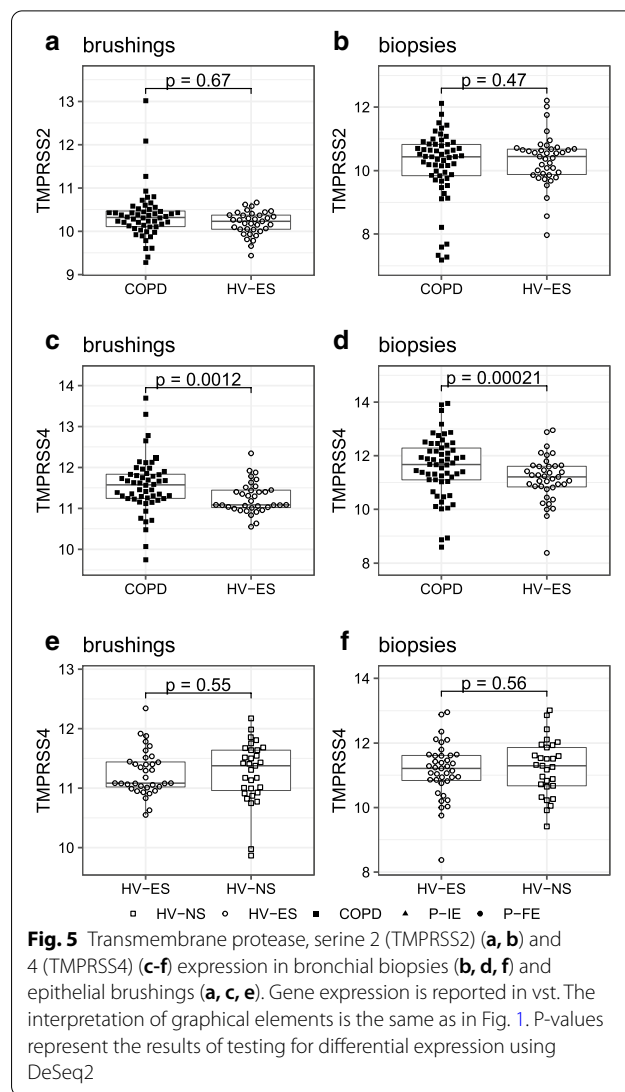 a brushings
p = 0.67
TMPRSS2
13
12
11
10
9
COPD HV−ES
b biopsies
p = 0.47
TMPRSS2
12
10
8
COPD HV−ES
c brushings
p = 0.0012
TMPRSS4
14
13
12
11
10
COPD HV−ES
d biopsies
p = 0.00021
TMPRSS4
14
12
10
8
COPD HV−ES
e brushings
p = 0.55
TMPRSS4
13
12
11
10
HV−ES HV−NS
f biopsies
p = 0.56
TMPRSS4
14
12
10
8
HV−ES HV−NS
HV−NS HV−ES COPD P−IE P−FE
Fig. 5 Transmembrane protease, serine 2 (TMPRSS2) (a, b) and
4 (TMPRSS4) (c-f) expression in bronchial biopsies (b, d, f) and
epithelial brushings (a, c, e). Gene expression is reported in vst. The
interpretation of graphical elements is the same as in Fig. 1. P-values
represent the results of testing for differential expression using
DeSeq2